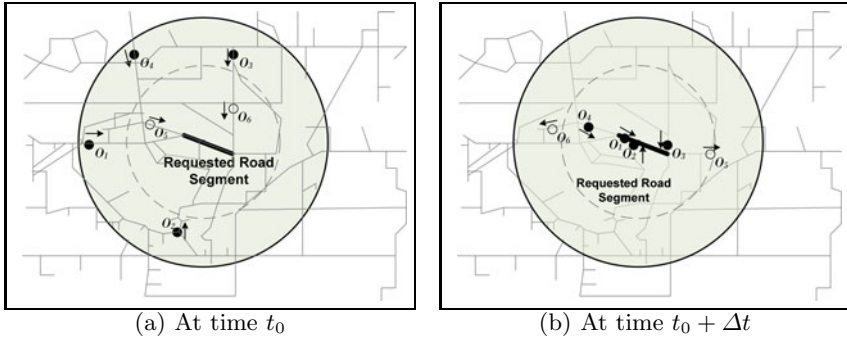 O4
O3
O6
O5
O1
Requested Road
Segment
O2
(a) At time t0
O4
O6
O1
O2
O3
O5
Requested Road
Segment
(b) At time t0 + Δt